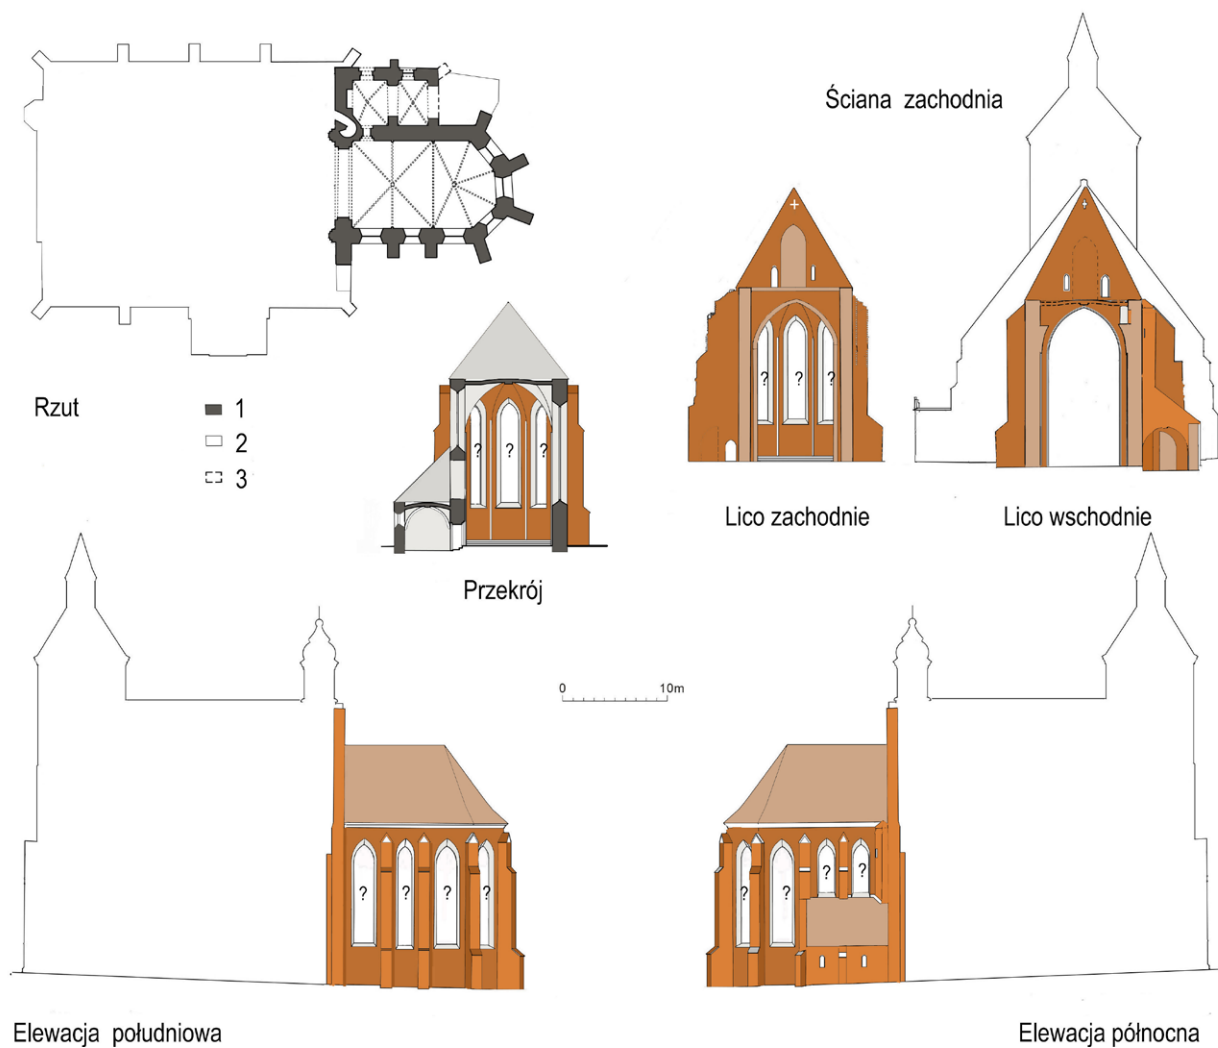 Ściana zachodnia
Rzut
1
2
3
? ? ?
Przekrój
? ? ?
Lico zachodnie
Lico wschodnie
0 10m
? ? ? ?
Elewacja południowa
? ? ? ?
Elewacja północna